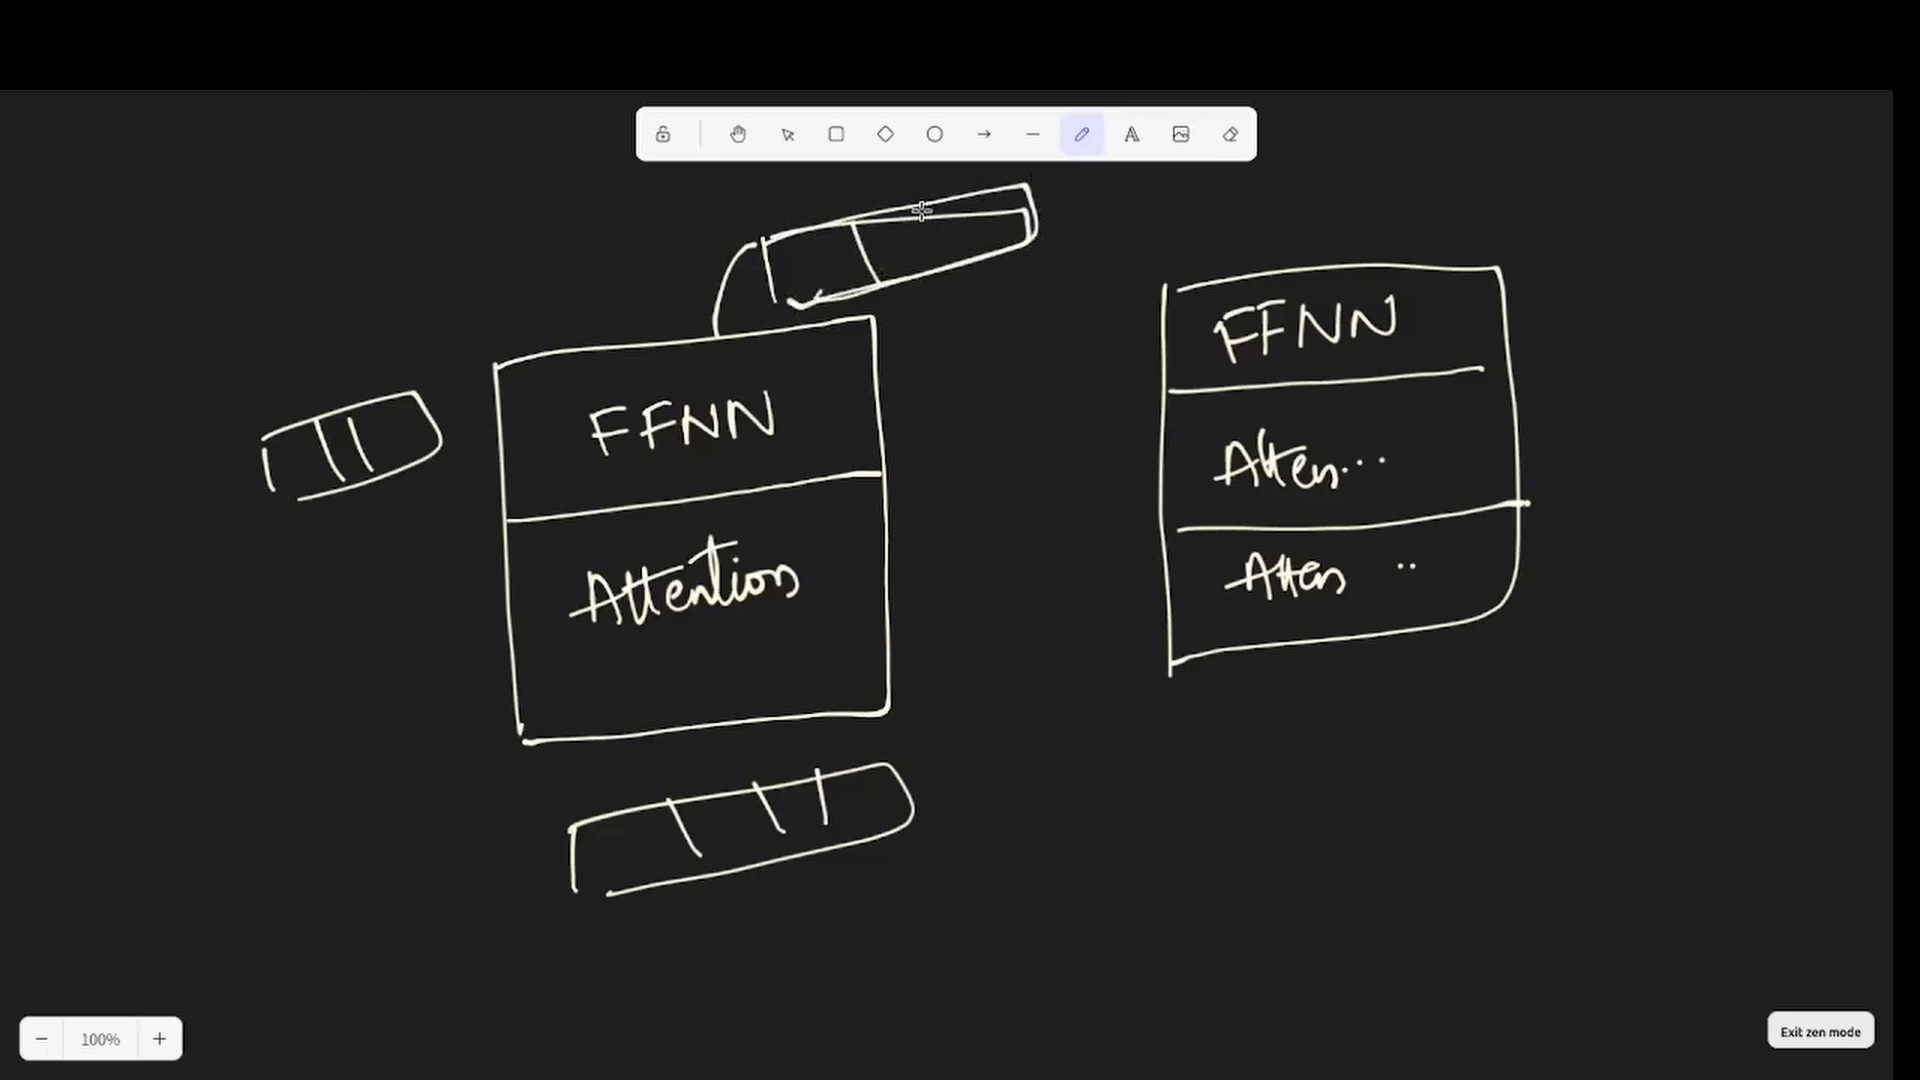 FFNN
Attention
FFNN
Atten...
Atten ..
100%
Exit zen mode